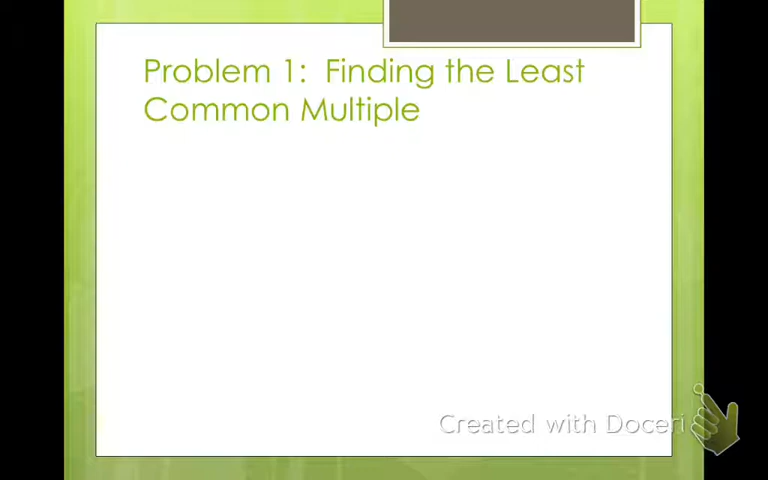 Problem 1: Finding the Least
Common Multiple
Created with Doceri